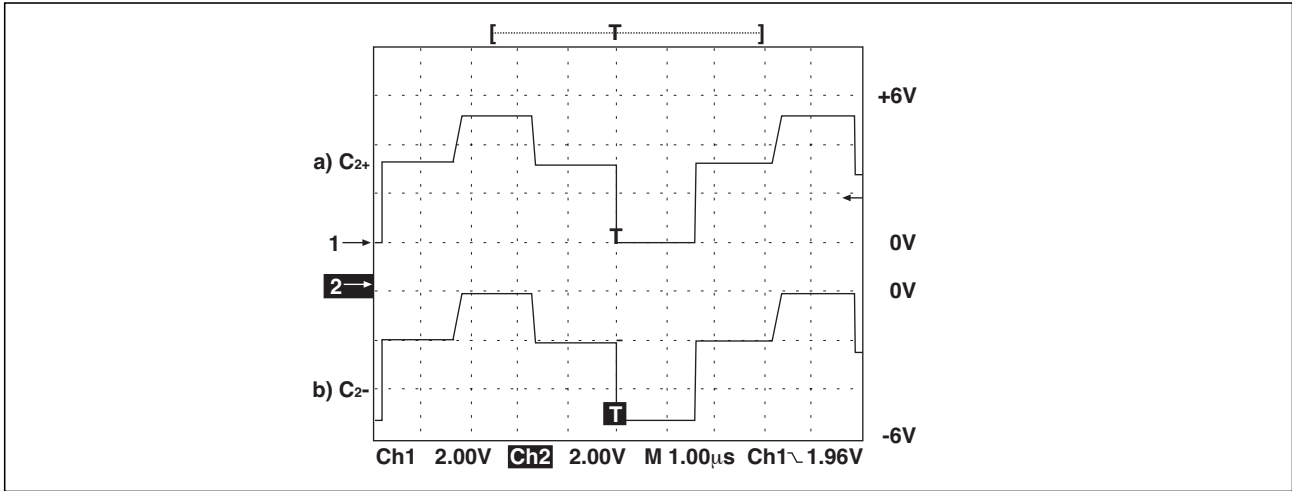 [ T ]
+6V
a) C2+
T
1 0V
2 0V
b) C2-
T
-6V
Ch1 2.00V Ch2 2.00V M 1.00µs Ch1 1.96V